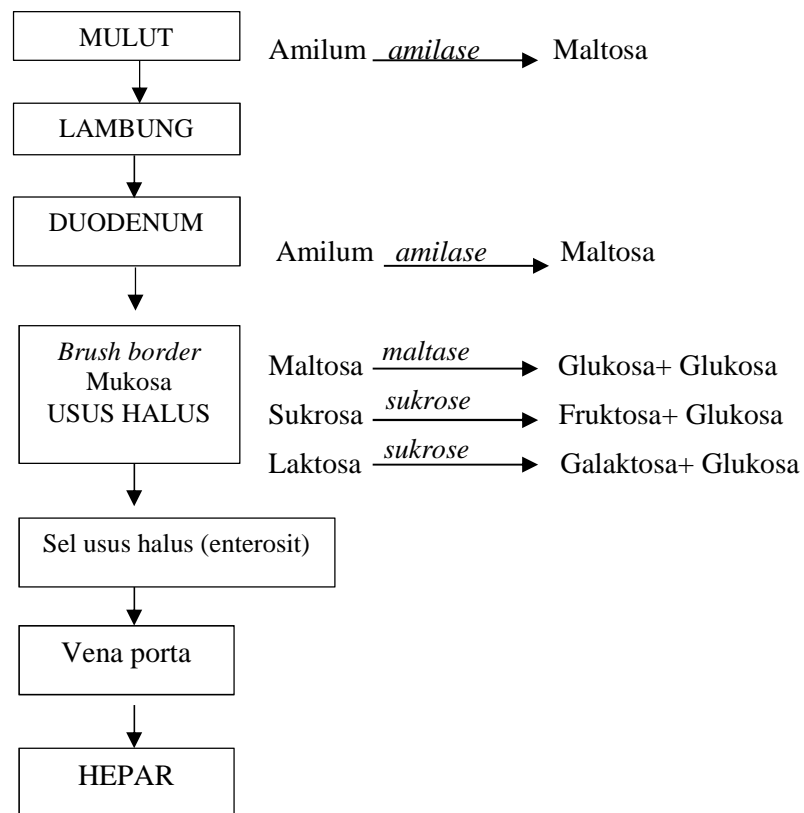 MULUT
Amilum amilase Maltosa
LAMBUNG
DUODENUM
Amilum amilase Maltosa
Brush border
Mukosa
USUS HALUS
Maltosa maltase Glukosa+ Glukosa
Sukrosa sukrose Fruktosa+ Glukosa
Laktosa sukrose Galaktosa+ Glukosa
Sel usus halus (enterosit)
Vena porta
HEPAR